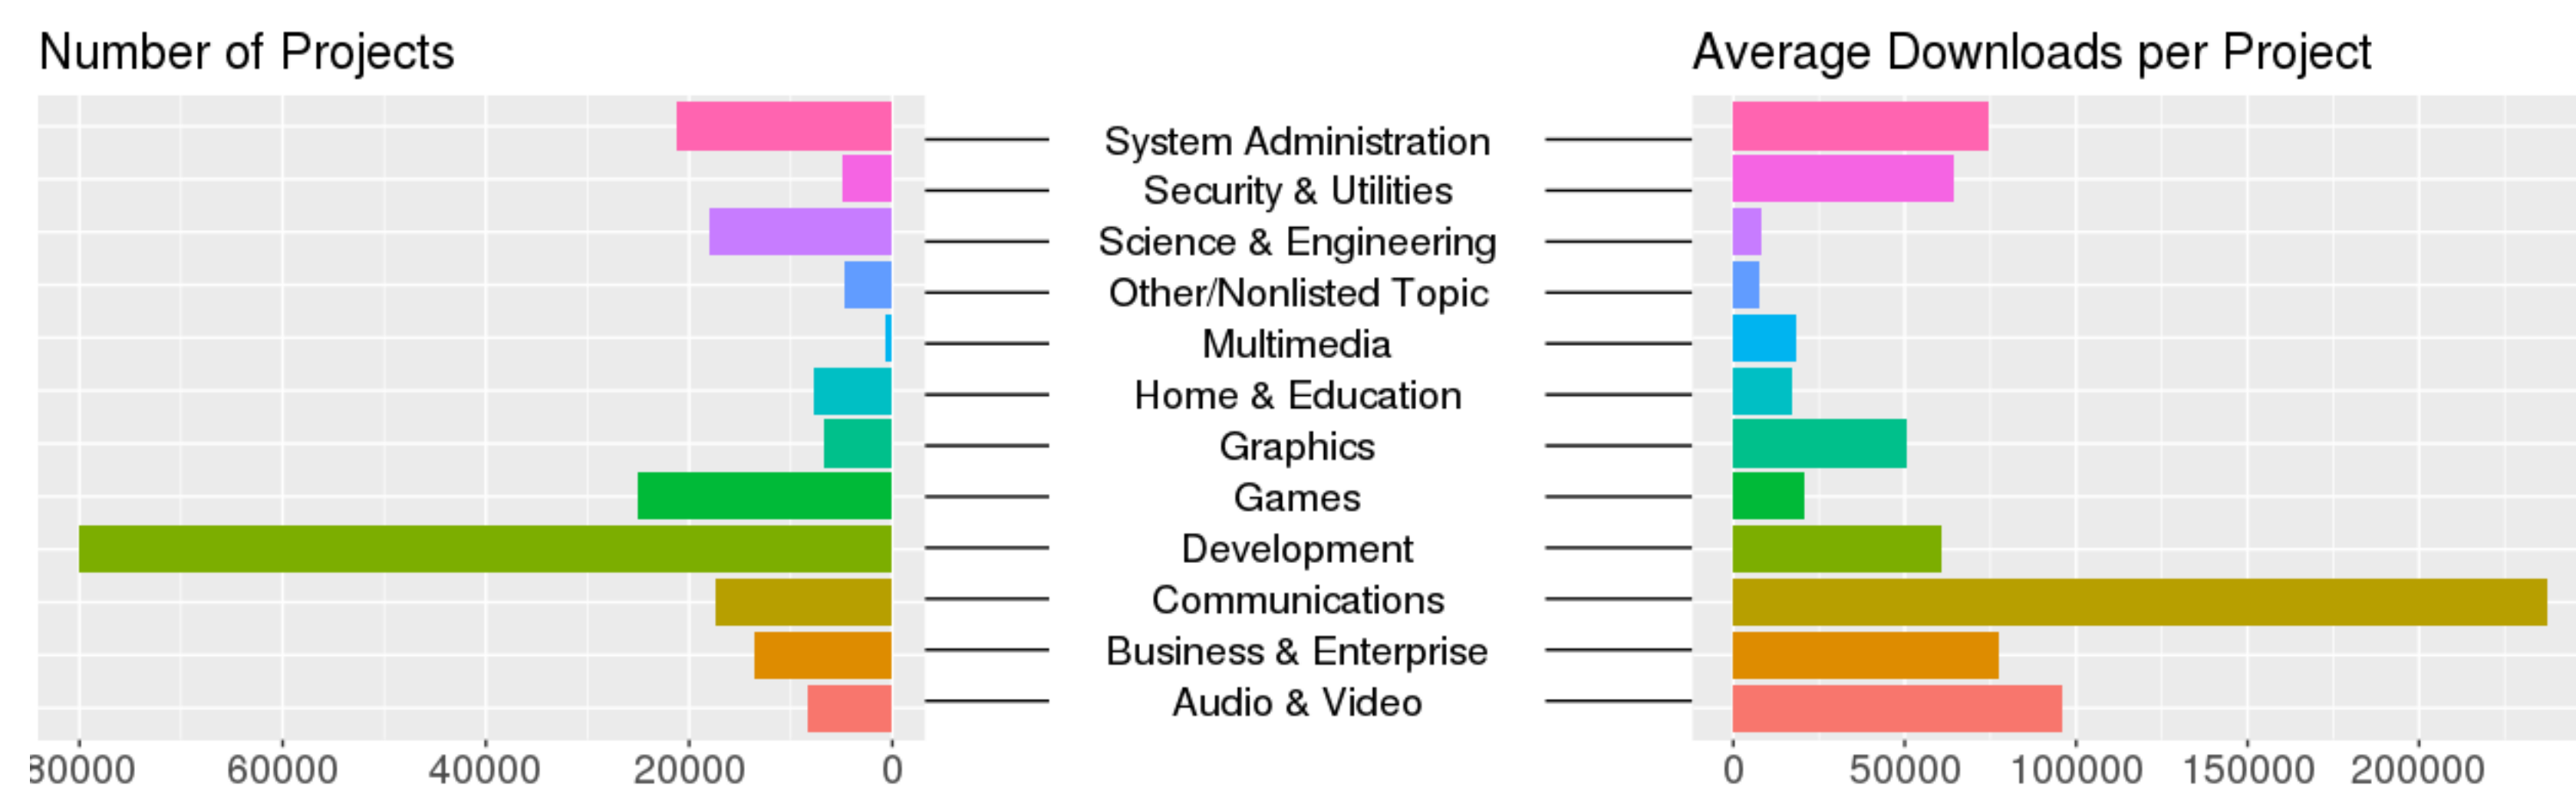 Number of Projects
Average Downloads per Project
System Administration
Security & Utilities
Science & Engineering
Other/Nonlisted Topic
Multimedia
Home & Education
Graphics
Games
Development
Communications
Business & Enterprise
Audio & Video
80000 60000 40000 20000 0
0 50000 100000 150000 200000